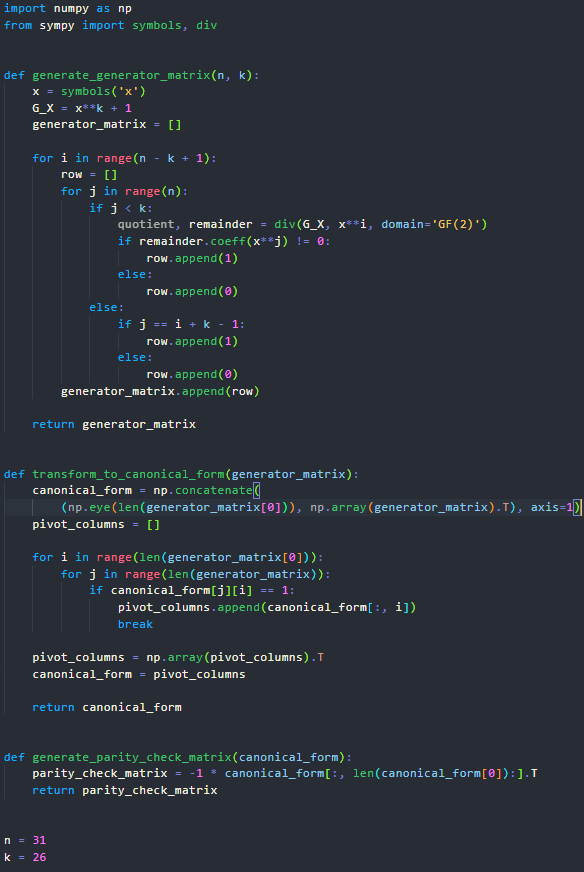 import numpy as np
from sympy import symbols, div
def generate_generator_matrix(n, k):
    x = symbols('x')
    G_X = x**k + 1
    generator_matrix = []
    for i in range(n - k + 1):
        row = []
        for j in range(n):
            if j < k:
                quotient, remainder = div(G_X, x**i, domain='GF(2)')
                if remainder.coeff(x**j) != 0:
                    row.append(1)
                else:
                    row.append(0)
            else:
                if j == i + k - 1:
                    row.append(1)
                else:
                    row.append(0)
        generator_matrix.append(row)
    return generator_matrix
def transform_to_canonical_form(generator_matrix):
    canonical_form = np.concatenate(
        (np.eye(len(generator_matrix[0])), np.array(generator_matrix).T), axis=1)
    pivot_columns = []
    for i in range(len(generator_matrix[0])):
        for j in range(len(generator_matrix)):
            if canonical_form[j][i] == 1:
                pivot_columns.append(canonical_form[:, i])
                break
    pivot_columns = np.array(pivot_columns).T
    canonical_form = pivot_columns
    return canonical_form
def generate_parity_check_matrix(canonical_form):
    parity_check_matrix = -1 * canonical_form[:, len(canonical_form[0]):].T
    return parity_check_matrix
n = 31
k = 26